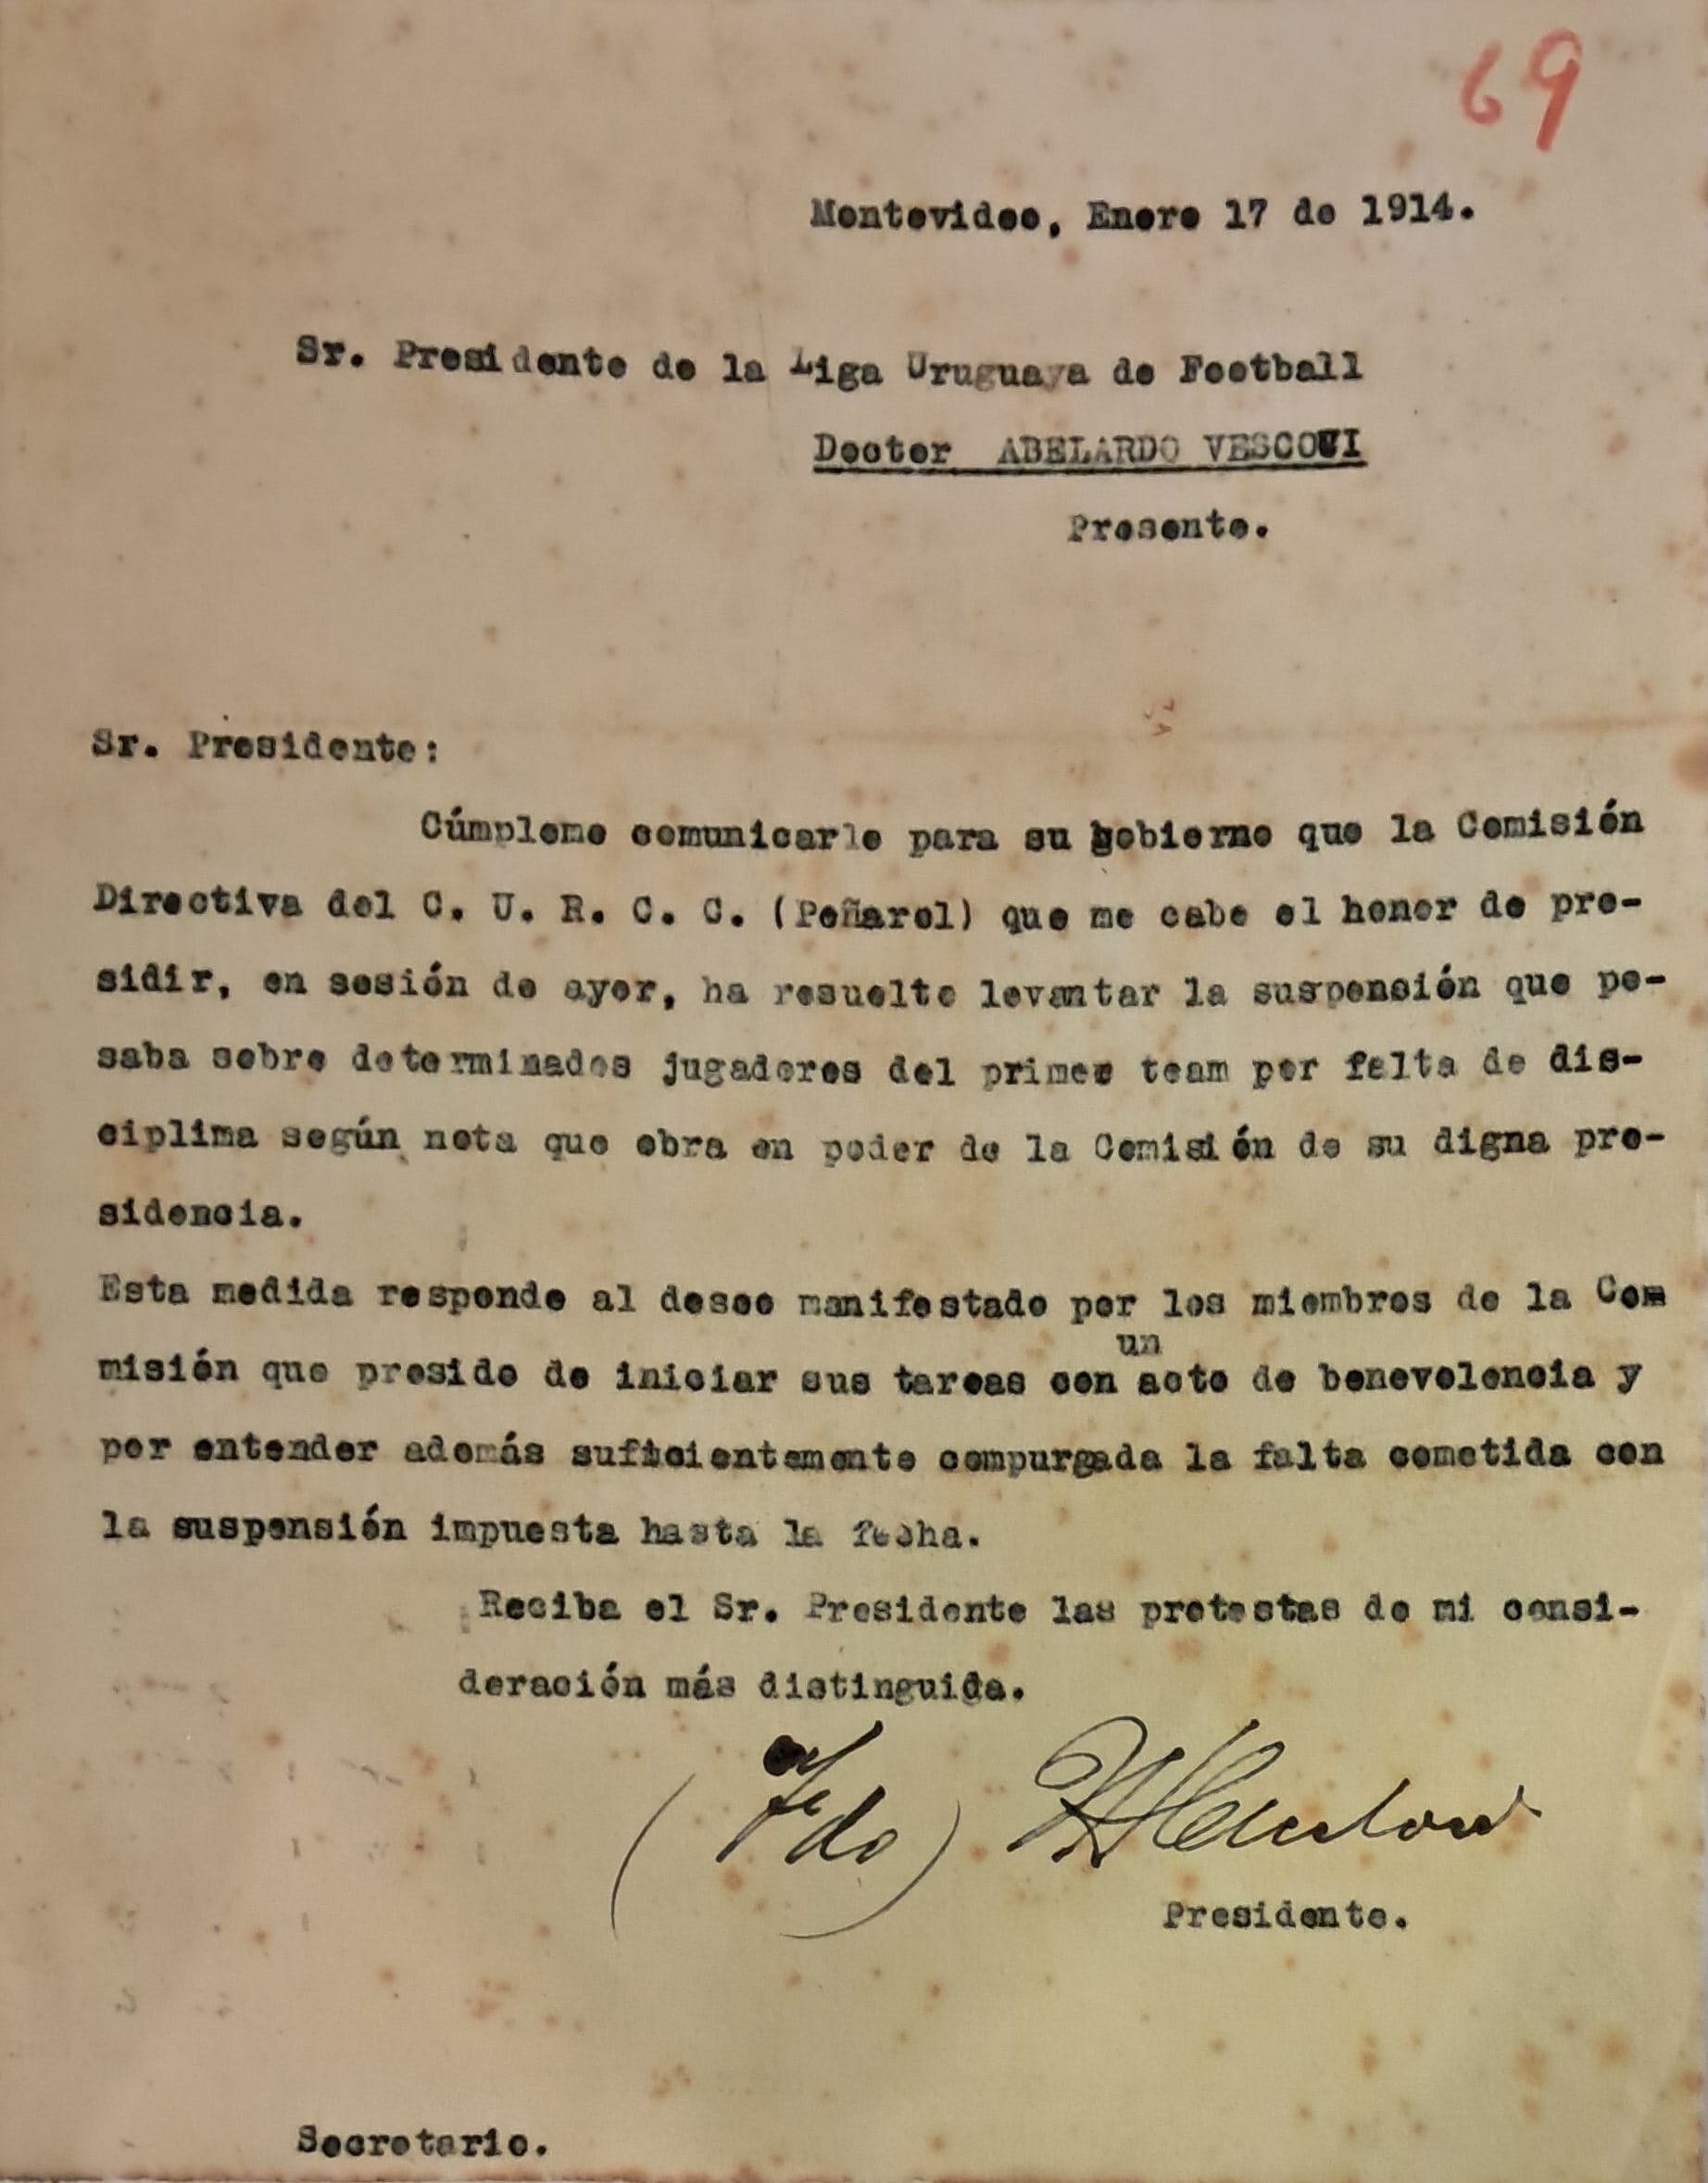 69
Montevideo, Enero 17 de 1914.
Sr. Presidente de la Liga Uruguaya de Football
Doctor ABELARDO VESCOVI
Presente.
Sr. Presidente:
Cúmpleme comunicarle para su gobierno que la Comisión
Directiva del C. U. R. C. C. (Peñarol) que me cabe el honor de pre-
sidir, en sesión de ayer, ha resuelto levantar la suspensión que pe-
saba sobre determinados jugadores del primer team por falta de dis-
ciplima según nota que obra en poder de la Comisión de su digna pre-
sidencia.
Esta medida responde al deseo manifestado por los miembros de la Com
un
misión que preside de iniciar sus tareas con acto de benevolencia y
por entender además suficientemente compurgada la falta cometida con
la suspensión impuesta hasta la fecha.
Reciba el Sr. Presidente las protestas de mi consi-
deración más distinguida.
(Fdo)
Presidente.
Secretario.